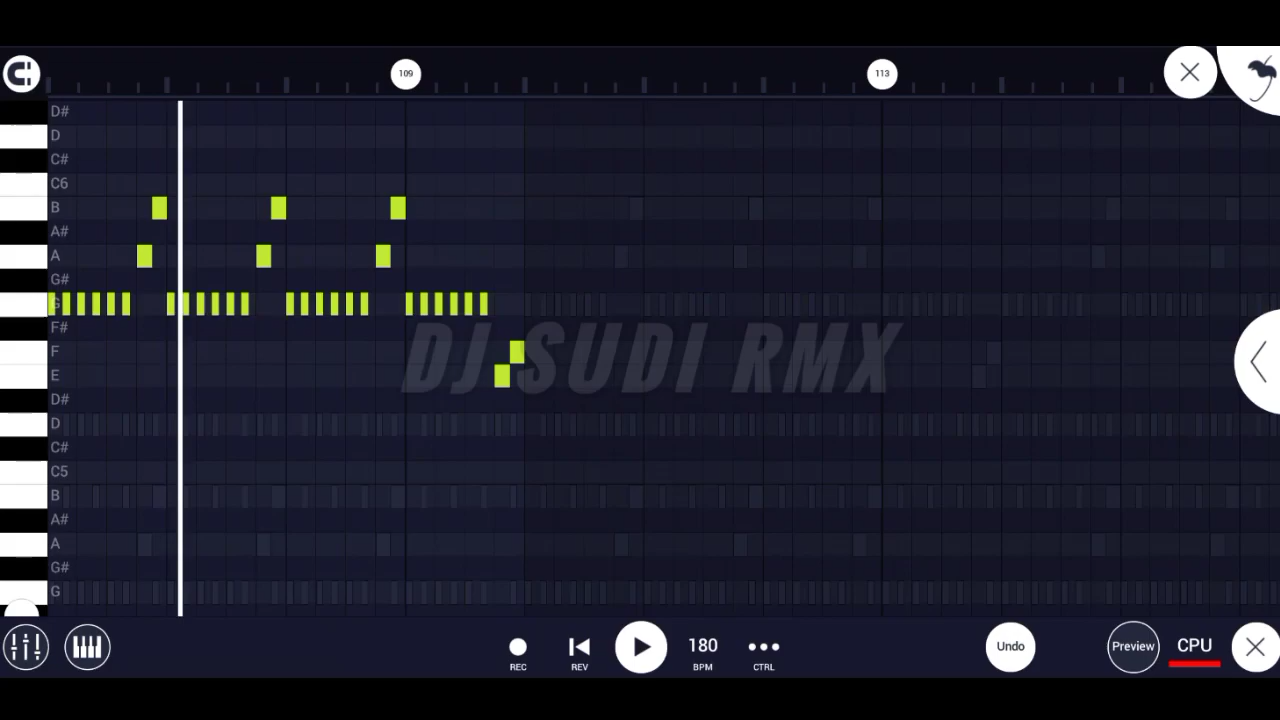 109
113
D#
D
C#
C6
B
A#
A
G#
G
F#
F
E
D#
D
C#
C5
B
A#
A
G#
G
DJ SUDI RMX
REC
REV
180
BPM
CTRL
Undo
Preview
CPU